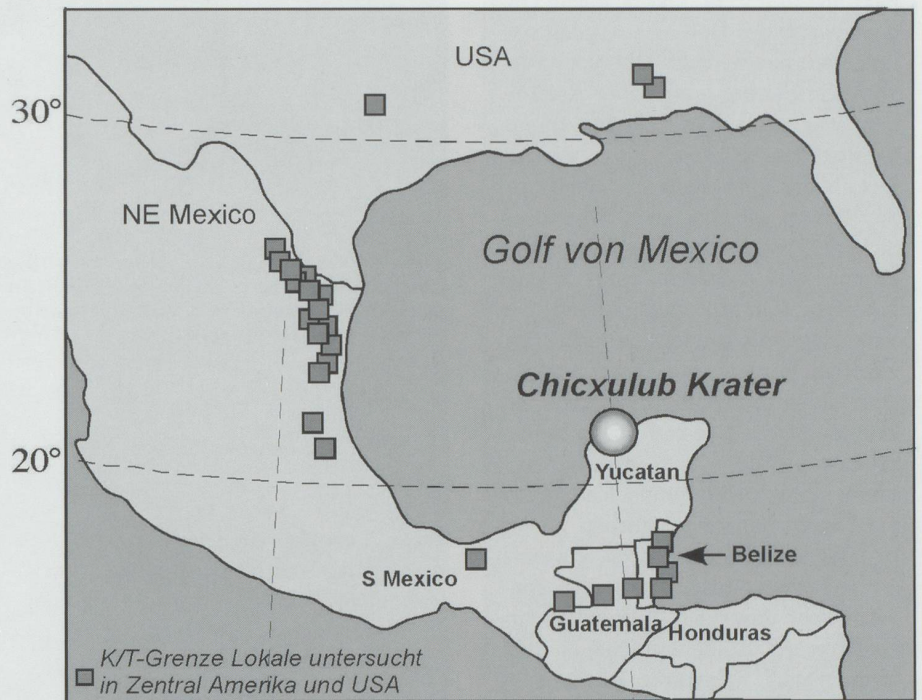 USA
30°
NE Mexico
Golf von Mexico
Chicxulub Krater
20°
Yucatan
Belize
S Mexico
Guatemala
Honduras
K/T-Grenze Lokale untersucht
in Zentral Amerika und USA